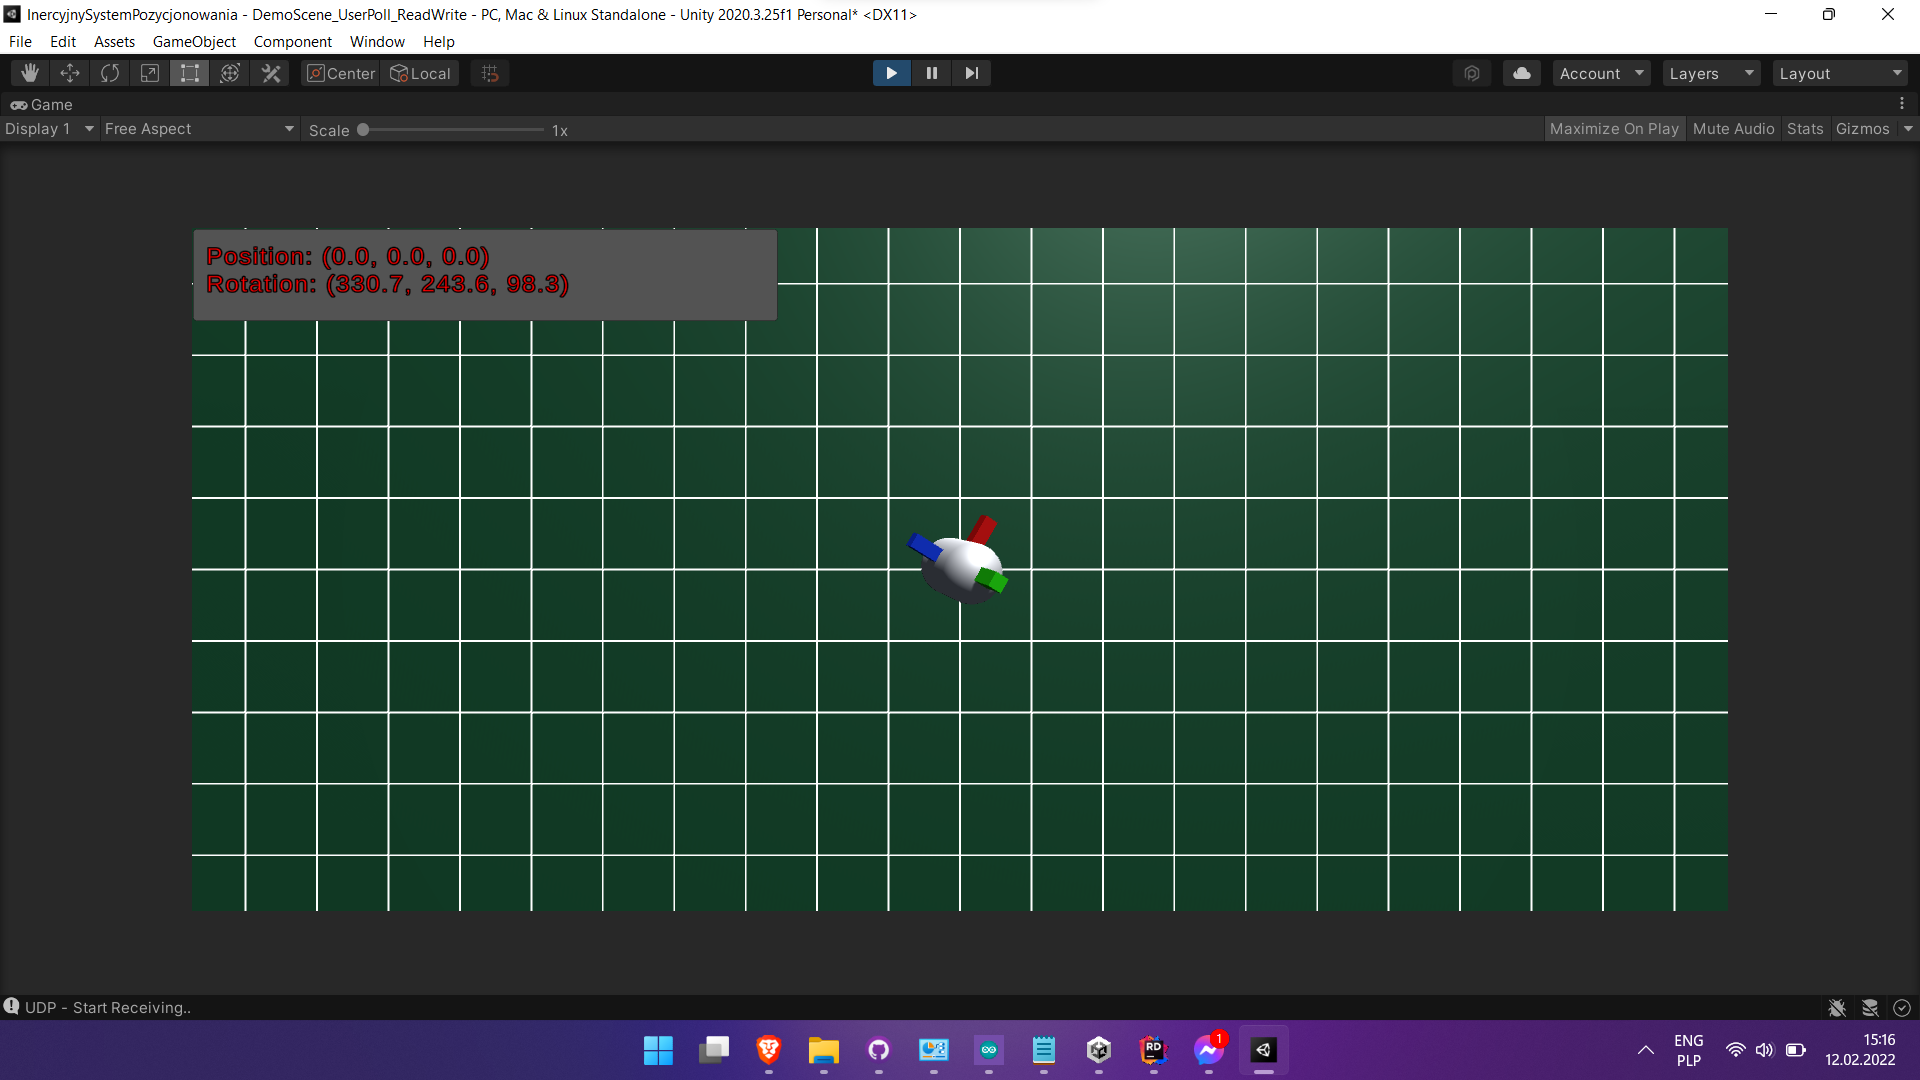 InercyjnySystemPozycjonowania - DemoScene_UserPoll_ReadWrite - PC, Mac & Linux Standalone - Unity 2020.3.25f1 Personal* <DX11>
File Edit Assets GameObject Component Window Help
Center Local Account Layers Layout
Game
Display 1 Free Aspect Scale 1x Maximize On Play Mute Audio Stats Gizmos
Position: (0.0, 0.0, 0.0)
Rotation: (330.7, 243.6, 98.3)
UDP - Start Receiving..
RD
1
ENG
PLP
15:16
12.02.2022